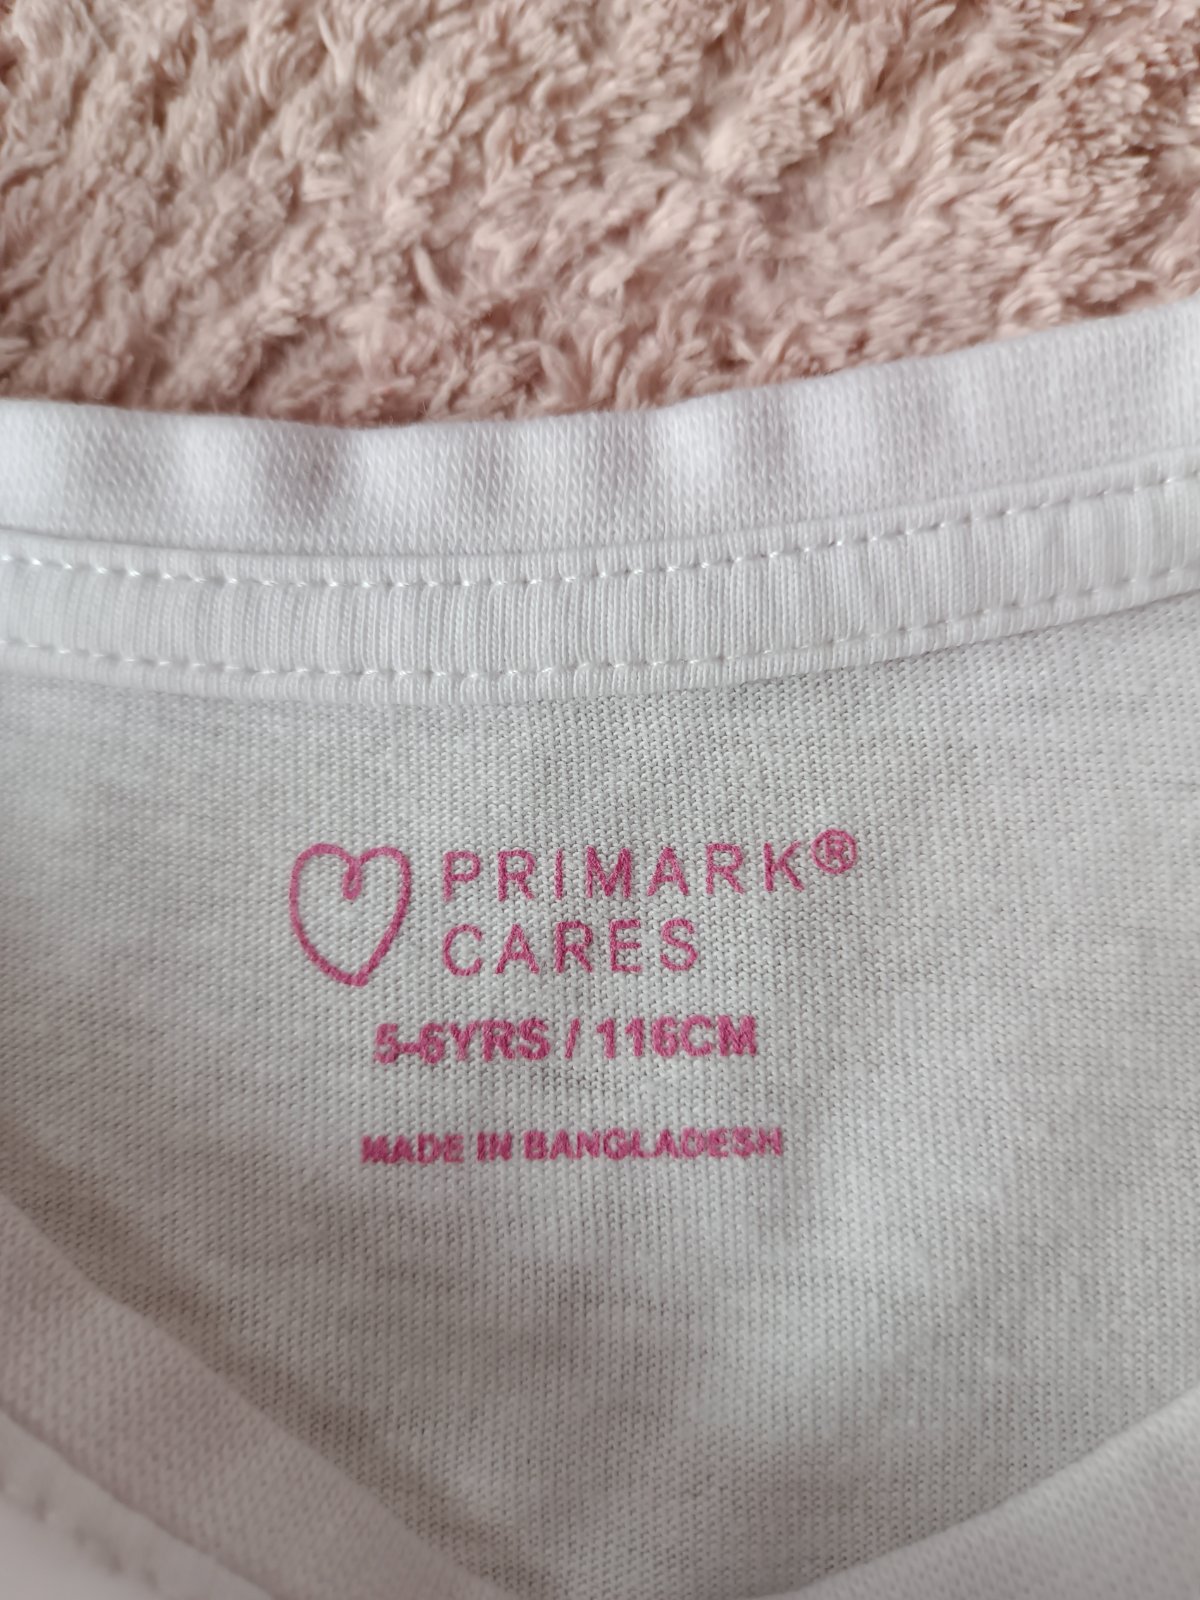 PRIMARK®
CARES
5-6YRS / 116CM
MADE IN BANGLADESH